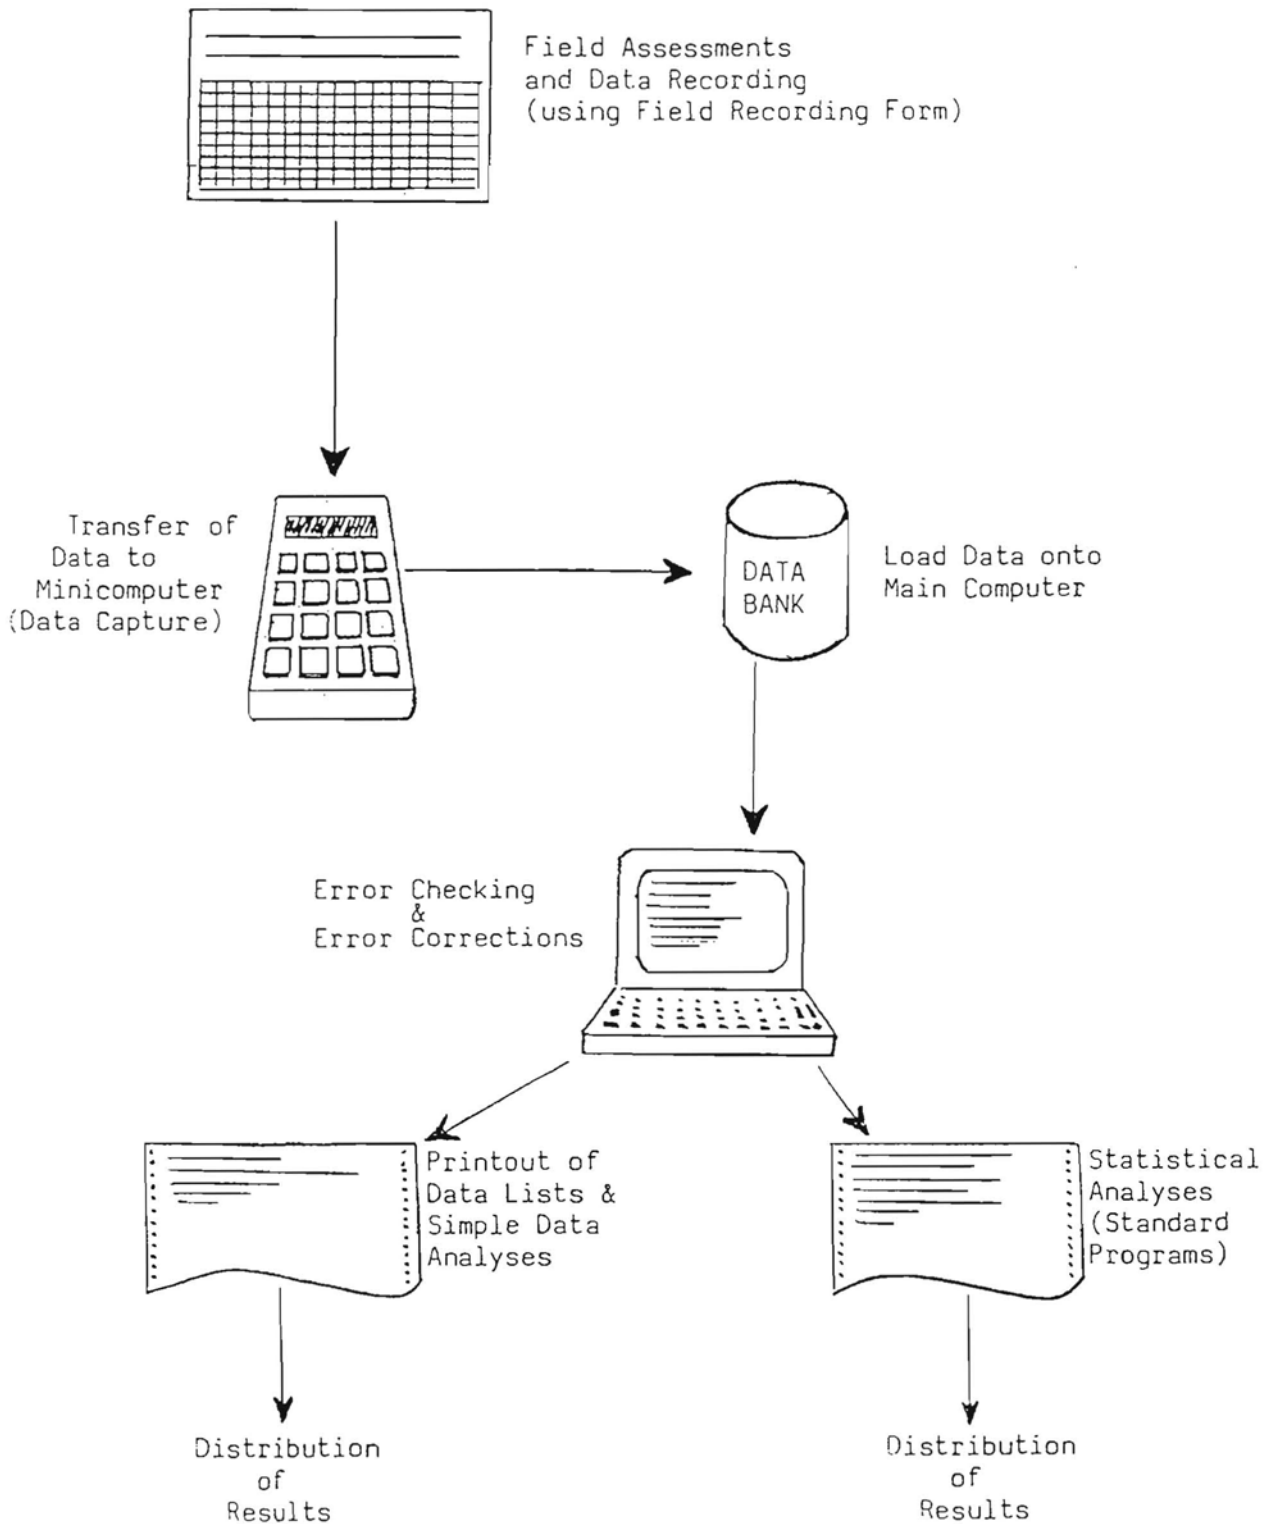 Field Assessments
and Data Recording
(using Field Recording Form)
Transfer of
Data to
Minicomputer
(Data Capture)
DATA
BANK
Load Data onto
Main Computer
Error Checking
&
Error Corrections
Printout of
Data Lists &
Simple Data
Analyses
Statistical
Analyses
(Standard
Programs)
Distribution
of
Results
Distribution
of
Results